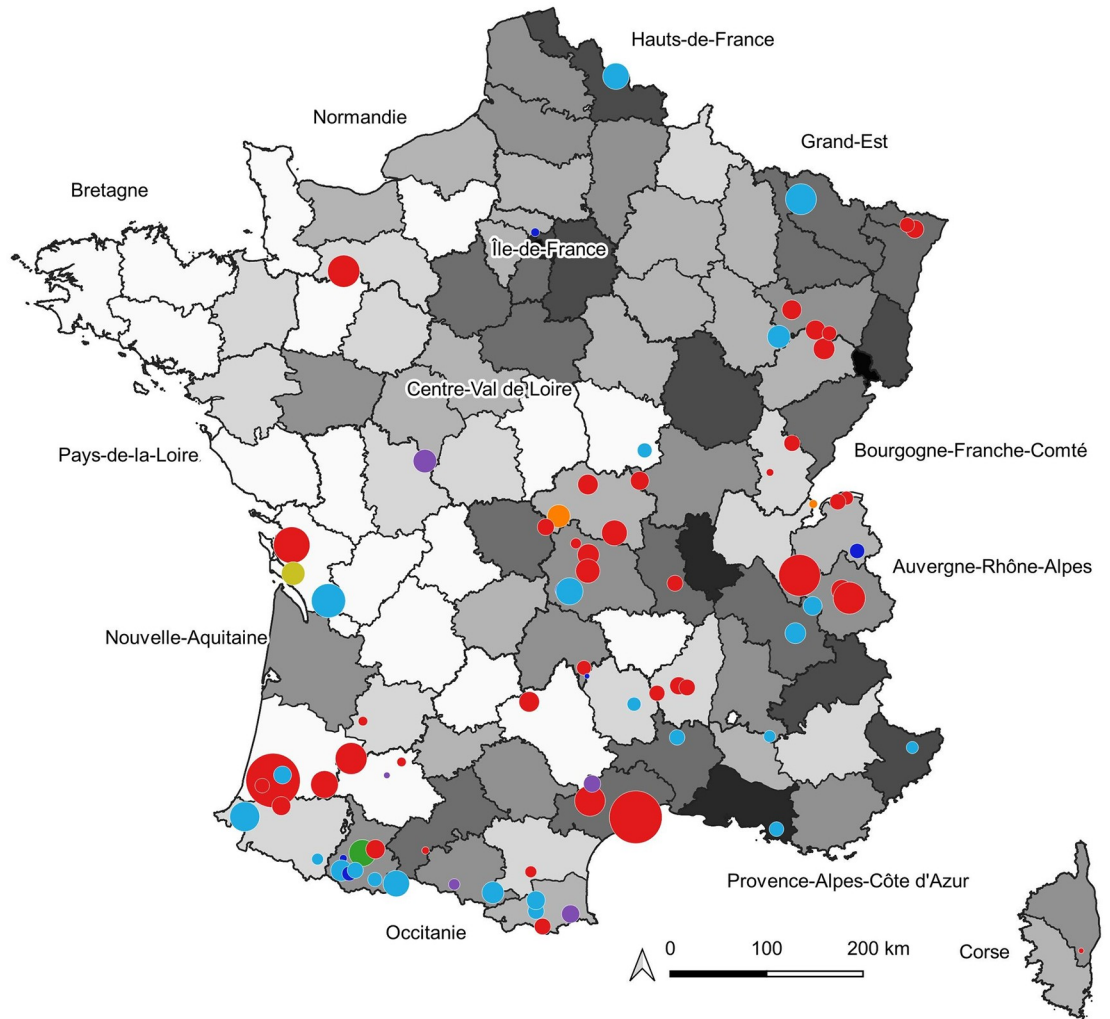 Hauts-de-France
Normandie
Grand-Est
Bretagne
Île-de-France
Centre-Val de Loire
Pays-de-la-Loire
Bourgogne-Franche-Comté
Auvergne-Rhône-Alpes
Nouvelle-Aquitaine
Provence-Alpes-Côte d'Azur
Occitanie
Corse
0 100 200 km